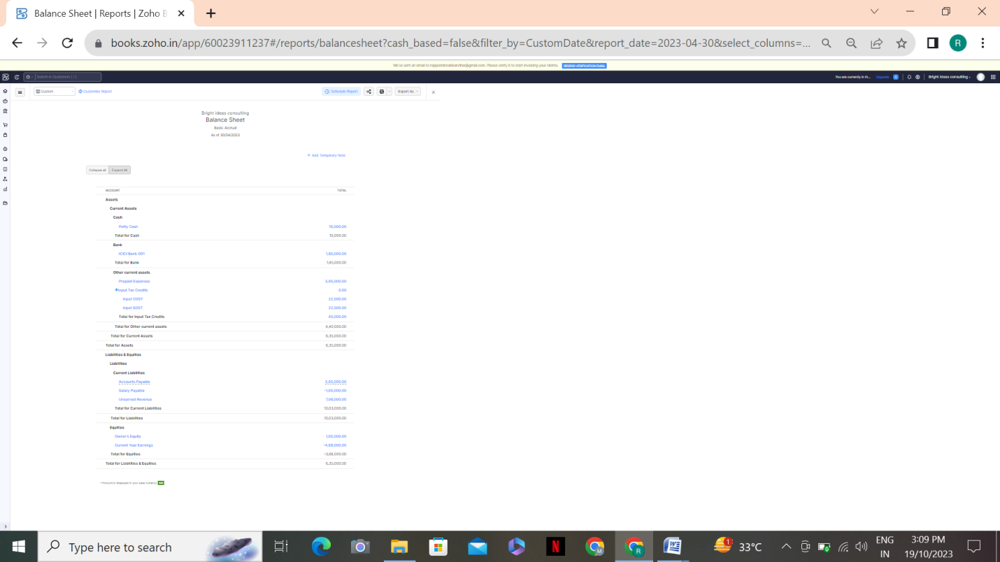 Balance Sheet | Reports | Zoho B
books.zoho.in/app/60023911237#/reports/balancesheet?cash_based=false&filter_by=CustomDate&report_date=2023-04-30&select_columns=...
R
We've sent an email to Please verify it to start invoicing your clients. RESEND VERIFICATION EMAIL
Search in Customers ( / ) You are currently in th... Upgrade Bright ideas consulting
Custom Customize Report Schedule Report Export As
Bright ideas consulting
Balance Sheet
Basis: Accrual
As of 30/04/2023
+ Add Temporary Note
Collapse all Expand All
ACCOUNT TOTAL
Assets
Current Assets
Cash
Petty Cash 10,000.00
Total for Cash 10,000.00
Bank
ICICI Bank-001 1,85,000.00
Total for Bank 1,85,000.00
Other current assets
Prepaid Expenses 3,95,000.00
Input Tax Credits 0.00
Input CGST 22,500.00
Input SGST 22,500.00
Total for Input Tax Credits 45,000.00
Total for Other current assets 4,40,000.00
Total for Current Assets 6,35,000.00
Total for Assets 6,35,000.00
Liabilities & Equities
Liabilities
Current Liabilities
Accounts Payable 3,95,000.00
Salary Payable -1,00,000.00
Unearned Revenue 7,08,000.00
Total for Current Liabilities 10,03,000.00
Total for Liabilities 10,03,000.00
Equities
Owner's Equity 1,00,000.00
Current Year Earnings -4,68,000.00
Total for Equities -3,68,000.00
Total for Liabilities & Equities 6,35,000.00
**Amount is displayed in your base currency INR
Type here to search
1 33°C
ENG
IN
3:09 PM
19/10/2023